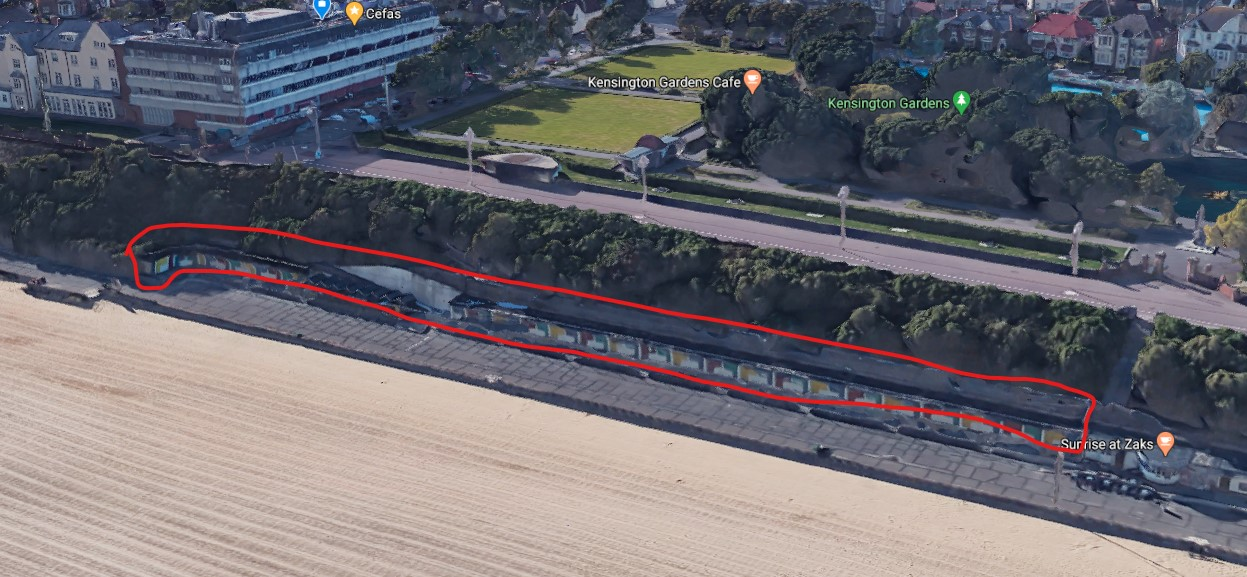 Cefas
Kensington Gardens Cafe
Kensington Gardens
Sunrise at Zaks